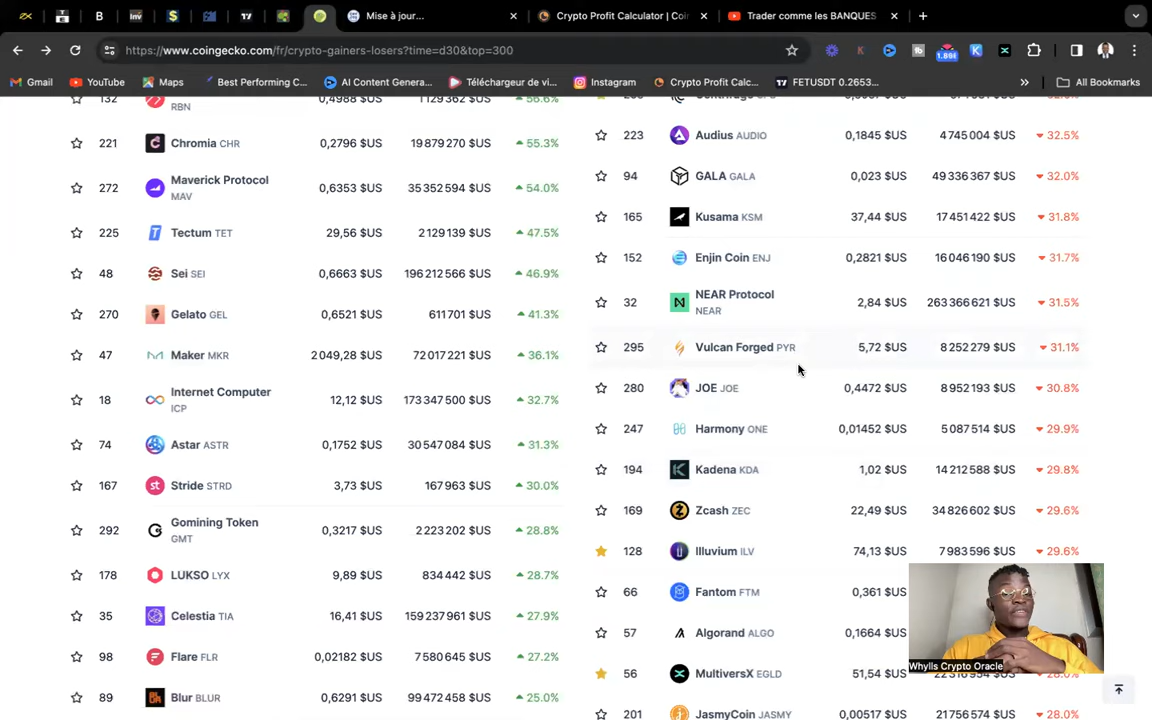 Mise à jour...
Crypto Profit Calculator | Coi
Trader comme les BANQUES
https://www.coingecko.com/fr/crypto-gainers-losers?time=d30&top=300
Gmail
YouTube
Maps
Best Performing C...
AI Content Genera...
Téléchargeur de vi...
Instagram
Crypto Profit Calc...
FETUSDT 0.2653...
»
All Bookmarks
132 RBN 0,4988 $US 1 129 362 $US 56.6%
221 Chromia CHR 0,2796 $US 19 879 270 $US 55.3%
272 Maverick Protocol MAV 0,6353 $US 35 352 594 $US 54.0%
225 Tectum TET 29,56 $US 2 129 139 $US 47.5%
48 Sei SEI 0,6663 $US 196 212 566 $US 46.9%
270 Gelato GEL 0,6521 $US 611 701 $US 41.3%
47 Maker MKR 2 049,28 $US 72 017 221 $US 36.1%
18 Internet Computer ICP 12,12 $US 173 347 500 $US 32.7%
74 Astar ASTR 0,1752 $US 30 547 084 $US 31.3%
167 Stride STRD 3,73 $US 167 963 $US 30.0%
292 Gomining Token GMT 0,3217 $US 2 223 202 $US 28.8%
178 LUKSO LYX 9,89 $US 834 442 $US 28.7%
35 Celestia TIA 16,41 $US 159 237 961 $US 27.9%
98 Flare FLR 0,02182 $US 7 580 645 $US 27.2%
89 Blur BLUR 0,6291 $US 99 472 458 $US 25.0%
223 Audius AUDIO 0,1845 $US 4 745 004 $US 32.5%
94 GALA GALA 0,023 $US 49 336 367 $US 32.0%
165 Kusama KSM 37,44 $US 17 451 422 $US 31.8%
152 Enjin Coin ENJ 0,2821 $US 16 046 190 $US 31.7%
32 NEAR Protocol NEAR 2,84 $US 263 366 621 $US 31.5%
295 Vulcan Forged PYR 5,72 $US 8 252 279 $US 31.1%
280 JOE JOE 0,4472 $US 8 952 193 $US 30.8%
247 Harmony ONE 0,01452 $US 5 087 514 $US 29.9%
194 Kadena KDA 1,02 $US 14 212 588 $US 29.8%
169 Zcash ZEC 22,49 $US 34 826 602 $US 29.6%
128 Illuvium ILV 74,13 $US 7 983 596 $US 29.6%
66 Fantom FTM 0,361 $US
57 Algorand ALGO 0,1664 $US
56 MultiversX EGLD 51,54 $US
201 JasmyCoin JASMY 0,00517 $US 21 756 574 $US 28.0%
Whylls Crypto Oracle